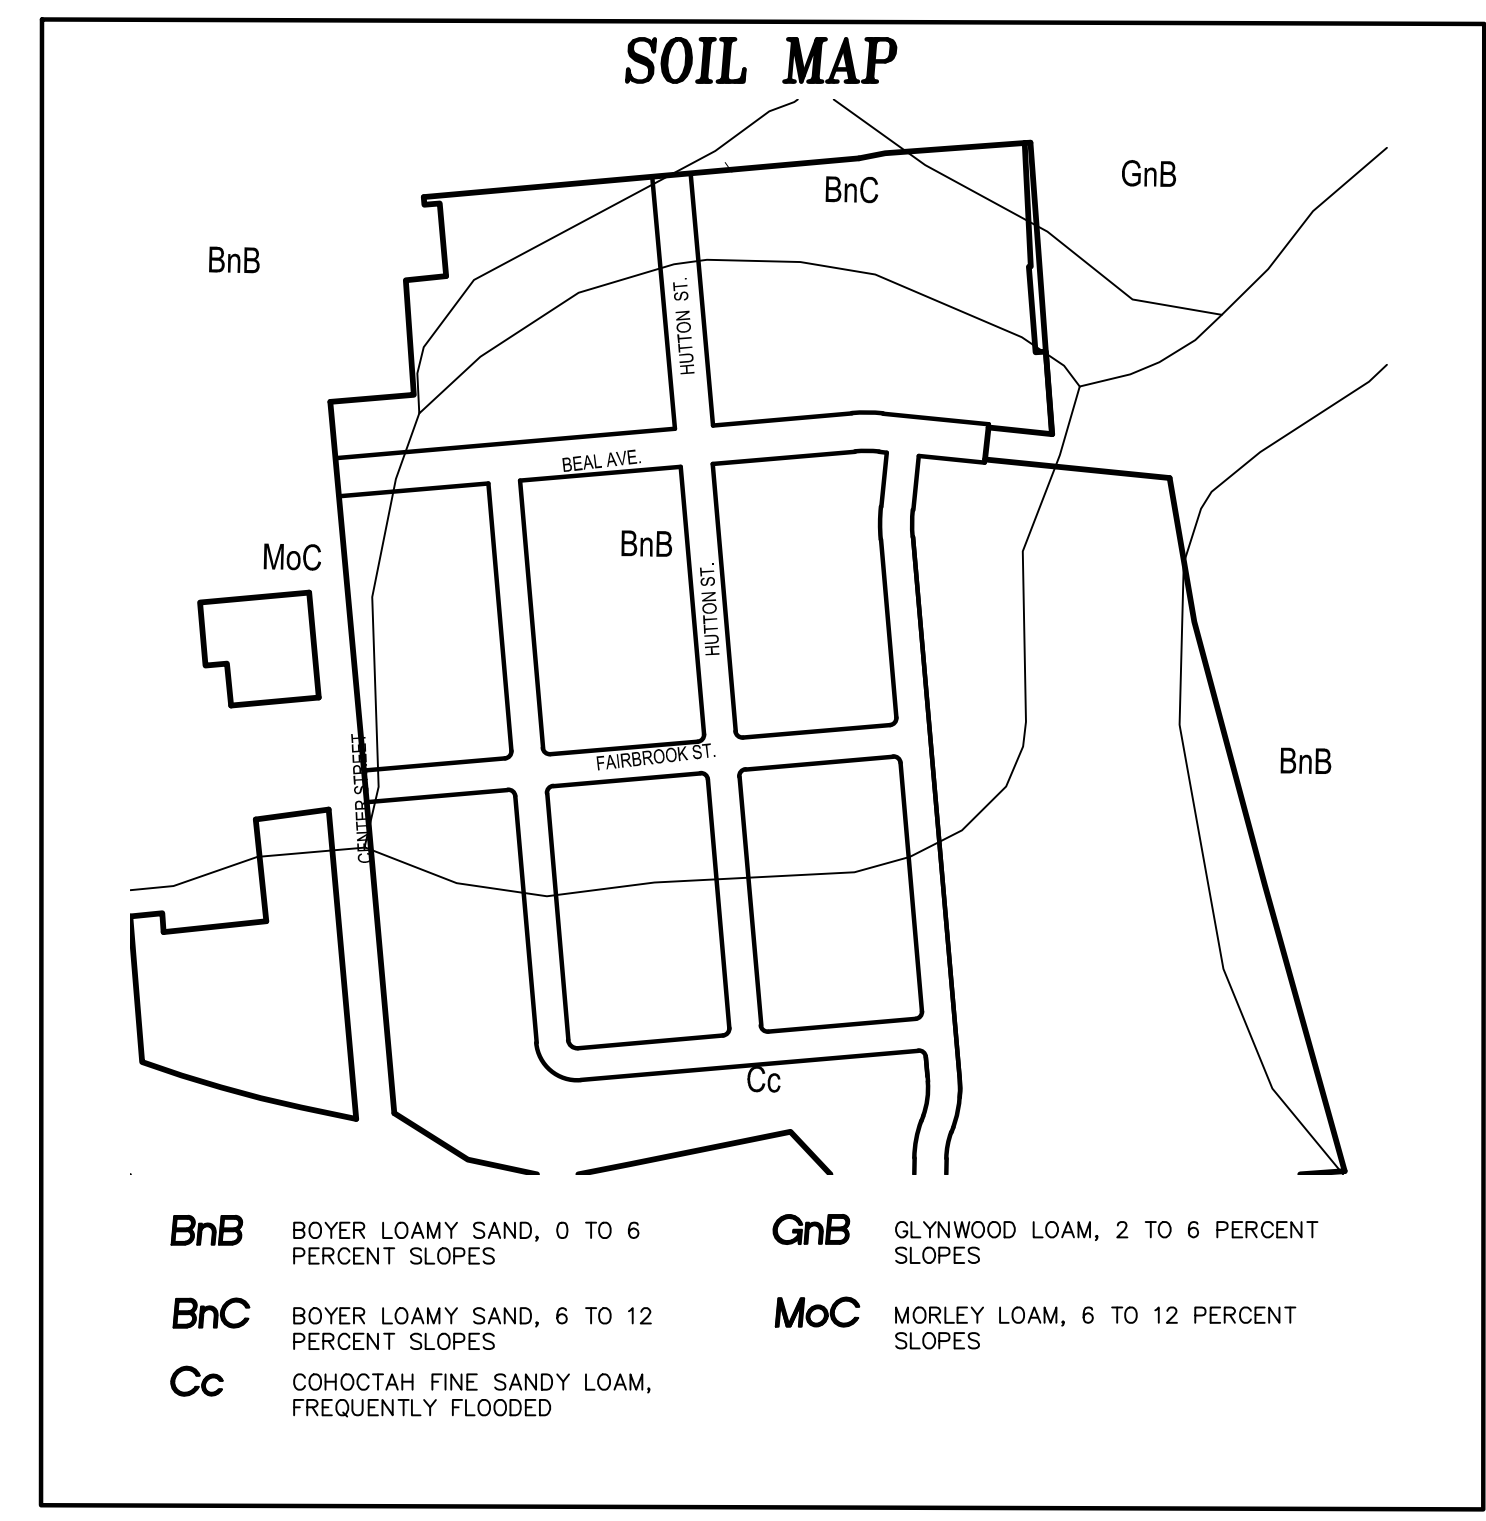 SOIL MAP
BnC
GnB
BnB
HUTTON ST.
BEAL AVE.
BnB
MoC
HUTTON ST.
FAIRBROOK ST.
CENTER STREET
BnB
Cc
BnB BOYER LOAMY SAND, 0 TO 6
PERCENT SLOPES
BnC BOYER LOAMY SAND, 6 TO 12
PERCENT SLOPES
Cc COHOCTAH FINE SANDY LOAM,
FREQUENTLY FLOODED
GnB GLYNWOOD LOAM, 2 TO 6 PERCENT
SLOPES
MoC MORLEY LOAM, 6 TO 12 PERCENT
SLOPES